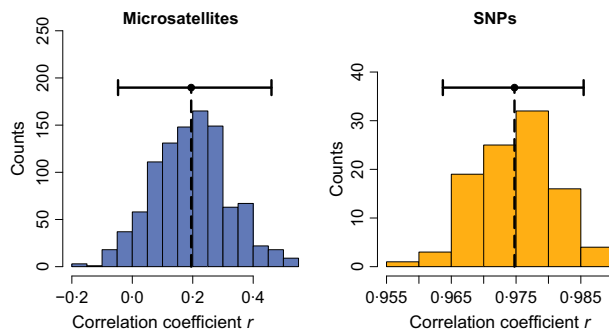 Microsatellites
250
200
150
100
50
0
Counts
−0·2 0·0 0·2 0·4
Correlation coefficient r
SNPs
40
30
20
10
0
Counts
0·955 0·965 0·975 0·985
Correlation coefficient r